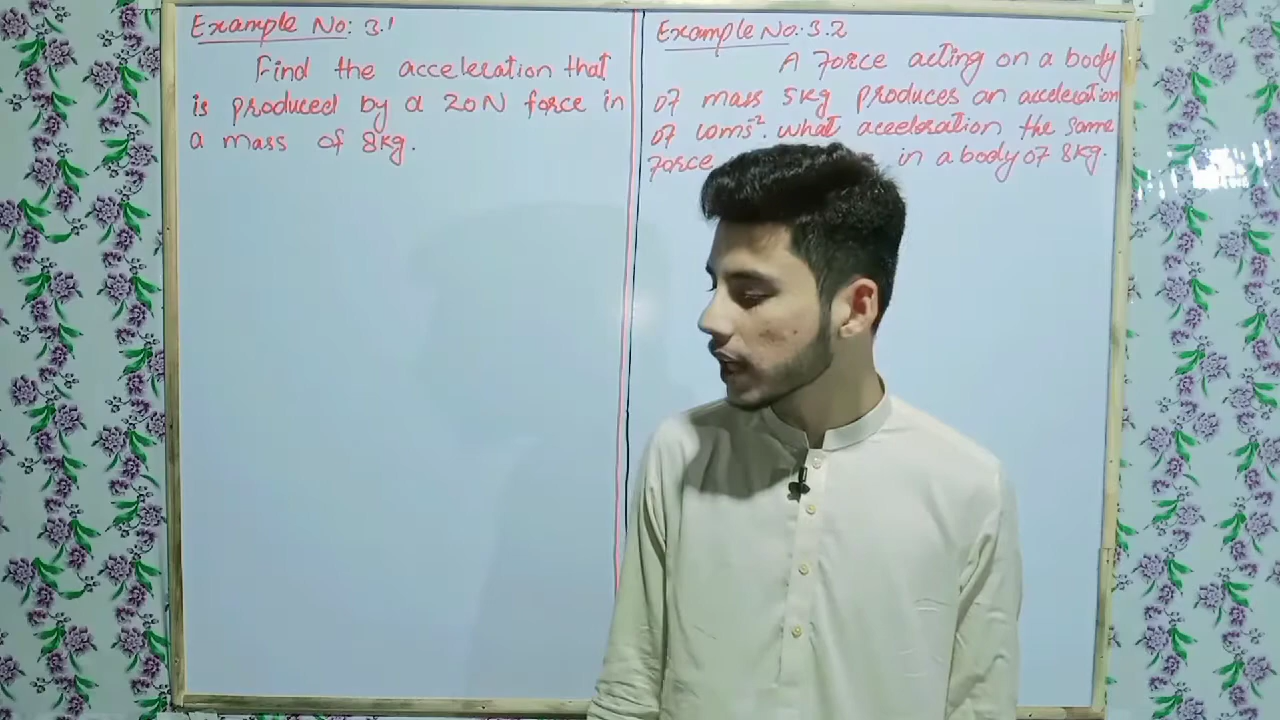 Example No: 3.1
Find the acceleration that
is produced by a 20N force in
a mass of 8kg.
Example No: 3.2
A Force acting on a body
of mass 5kg produces an acceleration
of 10ms⁻². what acceleration the same
Force in a body of 8kg.